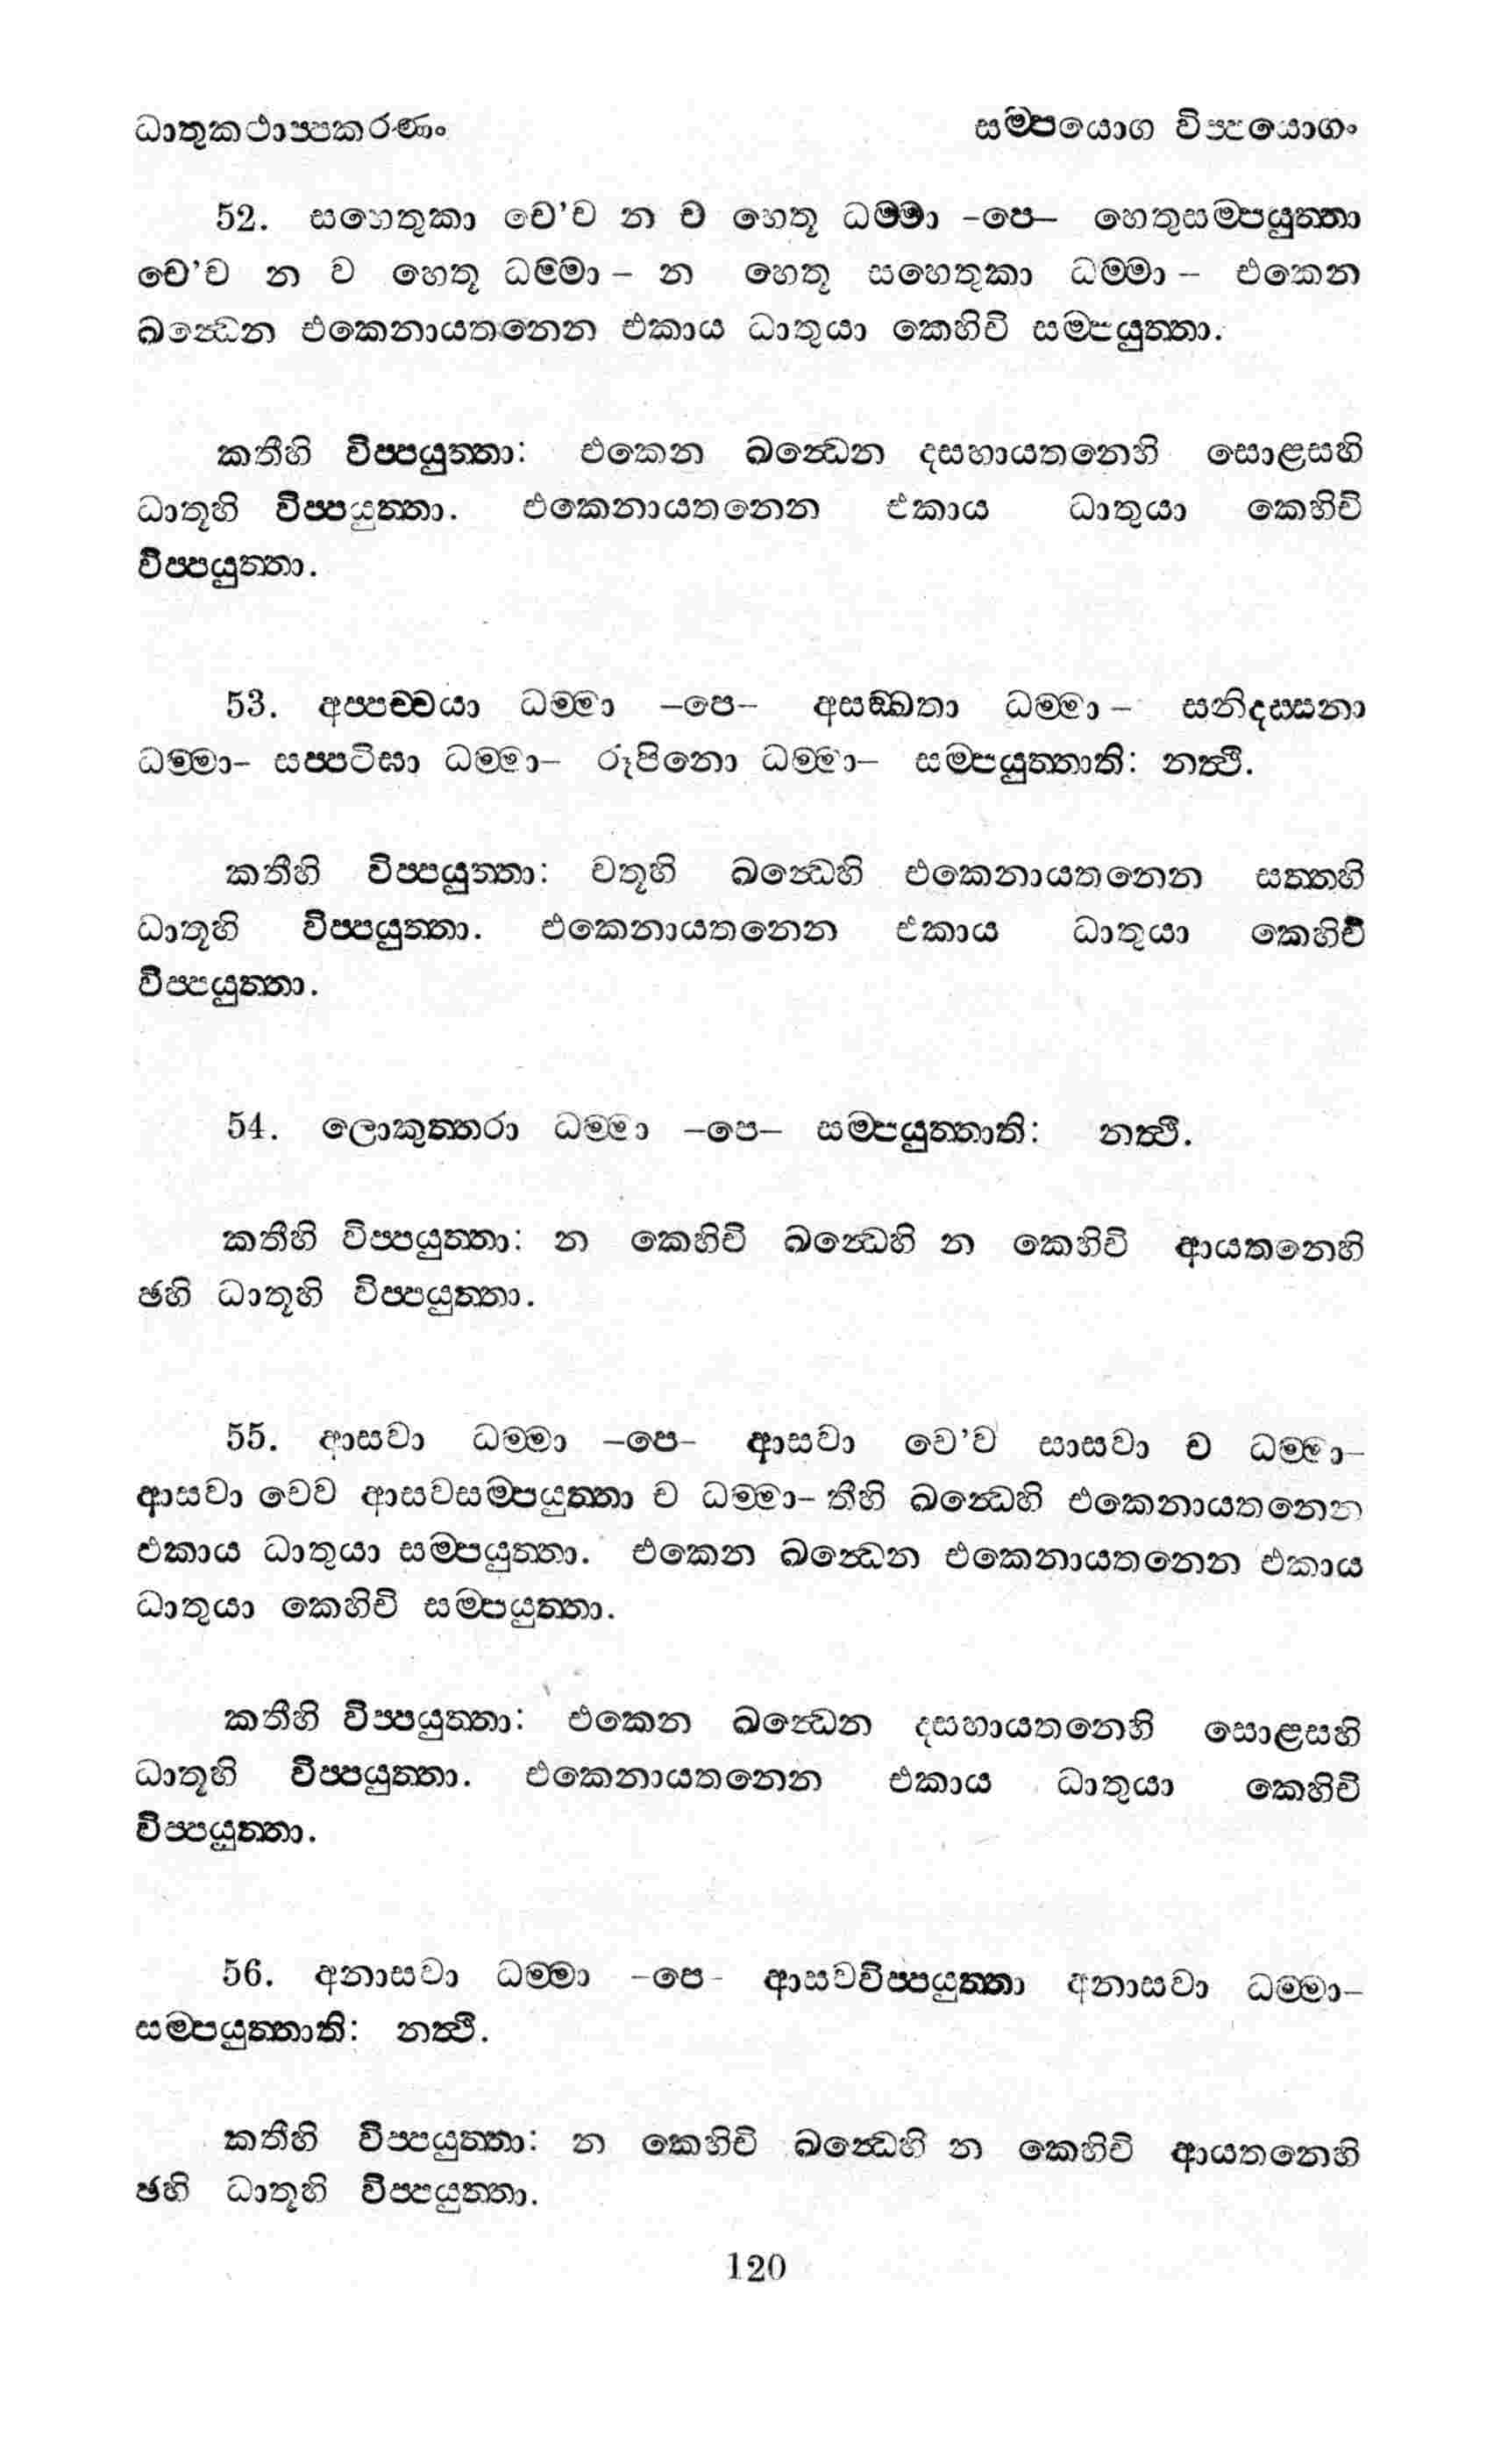 ධාතුකථාප්පකරණං සම්පයොග විප්පයොගං
52. සහෙතුකා චෙ'ව න ච හෙතූ ධම්මා -පෙ- හෙතුසම්පයුත්තා
චෙ'ව න ච හෙතූ ධම්මා - න හෙතූ සහෙතුකා ධම්මා - එකෙන
ඛන්ධෙන එකෙනායතනෙන එකාය ධාතුයා කෙහිචි සම්පයුත්තා.
කතීහි විප්පයුත්තා: එකෙන ඛන්ධෙන දසහායතනෙහි සොළසහි
ධාතූහි විප්පයුත්තා. එකෙනායතනෙන එකාය ධාතුයා කෙහිචි
විප්පයුත්තා.
53. අප්පච්චයා ධම්මා -පෙ- අසඞ්ඛතා ධම්මා - සනිදස්සනා
ධම්මා- සප්පටිඝා ධම්මා- රූපිනො ධම්මා- සම්පයුත්තාති: නත්ථි.
කතීහි විප්පයුත්තා: චතූහි ඛන්ධෙහි එකෙනායතනෙන සත්තහි
ධාතූහි විප්පයුත්තා. එකෙනායතනෙන එකාය ධාතුයා කෙහිචි
විප්පයුත්තා.
54. ලොකුත්තරා ධම්මා -පෙ- සම්පයුත්තාති: නත්ථි.
කතීහි විප්පයුත්තා: න කෙහිචි ඛන්ධෙහි න කෙහිචි ආයතනෙහි
ඡහි ධාතූහි විප්පයුත්තා.
55. ආසවා ධම්මා -පෙ- ආසවා චෙ'ව සාසවා ච ධම්මා-
ආසවා චෙව ආසවසම්පයුත්තා ච ධම්මා- තීහි ඛන්ධෙහි එකෙනායතනෙන
එකාය ධාතුයා සම්පයුත්තා. එකෙන ඛන්ධෙන එකෙනායතනෙන එකාය
ධාතුයා කෙහිචි සම්පයුත්තා.
කතීහි විප්පයුත්තා: එකෙන ඛන්ධෙන දසහායතනෙහි සොළසහි
ධාතූහි විප්පයුත්තා. එකෙනායතනෙන එකාය ධාතුයා කෙහිචි
විප්පයුත්තා.
56. අනාසවා ධම්මා -පෙ- ආසවවිප්පයුත්තා අනාසවා ධම්මා-
සම්පයුත්තාති: නත්ථි.
කතීහි විප්පයුත්තා: න කෙහිචි ඛන්ධෙහි න කෙහිචි ආයතනෙහි
ඡහි ධාතූහි විප්පයුත්තා.
120